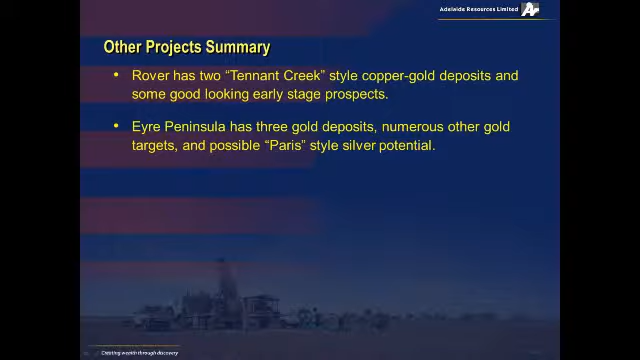 Adelaide Resources Limited
Other Projects Summary
• Rover has two “Tennant Creek” style copper-gold deposits and
some good looking early stage prospects.
• Eyre Peninsula has three gold deposits, numerous other gold
targets, and possible “Paris” style silver potential.
Creating wealth through discovery